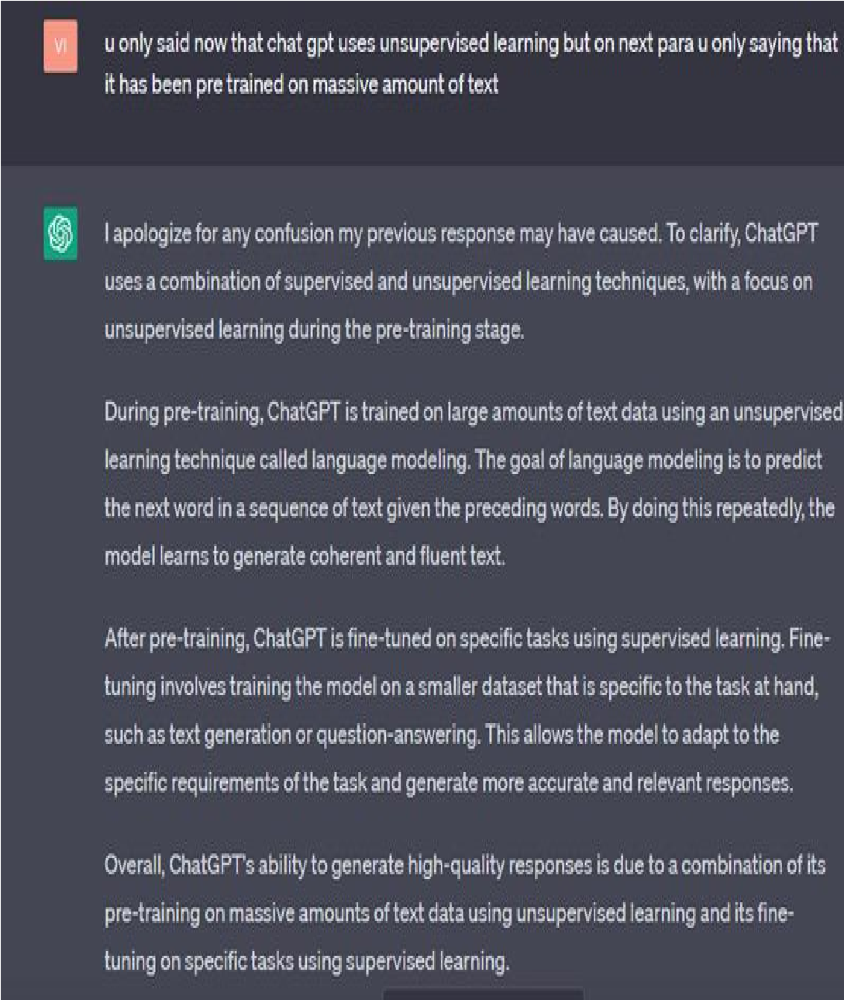 VI
u only said now that chat gpt uses unsupervised learning but on next para u only saying that
it has been pre trained on massive amount of text
I apologize for any confusion my previous response may have caused. To clarify, ChatGPT
uses a combination of supervised and unsupervised learning techniques, with a focus on
unsupervised learning during the pre-training stage.
During pre-training, ChatGPT is trained on large amounts of text data using an unsupervised
learning technique called language modeling. The goal of language modeling is to predict
the next word in a sequence of text given the preceding words. By doing this repeatedly, the
model learns to generate coherent and fluent text.
After pre-training, ChatGPT is fine-tuned on specific tasks using supervised learning. Fine-
tuning involves training the model on a smaller dataset that is specific to the task at hand,
such as text generation or question-answering. This allows the model to adapt to the
specific requirements of the task and generate more accurate and relevant responses.
Overall, ChatGPT's ability to generate high-quality responses is due to a combination of its
pre-training on massive amounts of text data using unsupervised learning and its fine-
tuning on specific tasks using supervised learning.